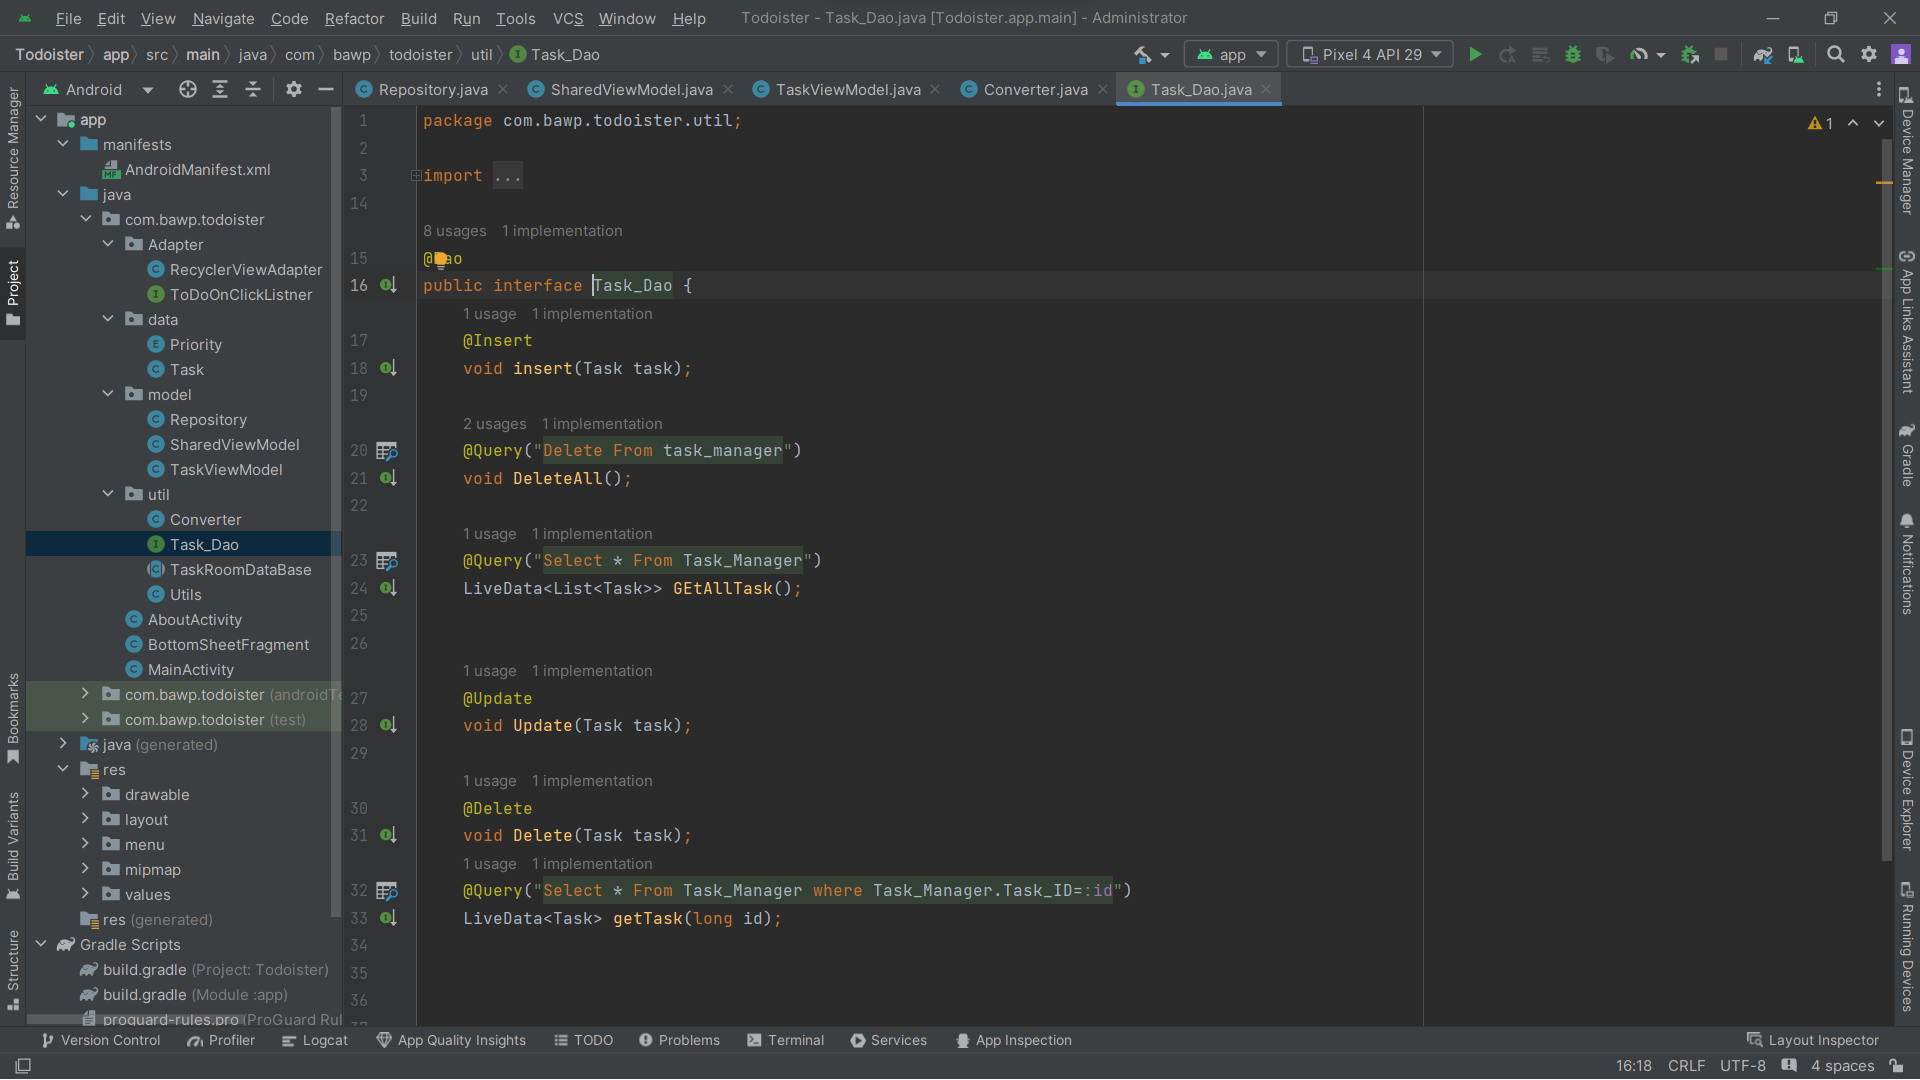 File Edit View Navigate Code Refactor Build Run Tools VCS Window Help Todoister - Task_Dao.java [Todoister.app.main] - Administrator
Todoister app src main java com bawp todoister util Task_Dao app Pixel 4 API 29
Android
Repository.java SharedViewModel.java TaskViewModel.java Converter.java Task_Dao.java
Resource Manager
Project
Bookmarks
Build Variants
Structure
app
manifests
AndroidManifest.xml
java
com.bawp.todoister
Adapter
RecyclerViewAdapter
ToDoOnClickListner
data
Priority
Task
model
Repository
SharedViewModel
TaskViewModel
util
Converter
Task_Dao
TaskRoomDataBase
Utils
AboutActivity
BottomSheetFragment
MainActivity
com.bawp.todoister (androidTe
com.bawp.todoister (test)
java (generated)
res
drawable
layout
menu
mipmap
values
res (generated)
Gradle Scripts
build.gradle (Project: Todoister)
build.gradle (Module :app)
proguard-rules.pro (ProGuard Rul
1 package com.bawp.todoister.util;
2
3 import ...
14
8 usages 1 implementation
15 @Dao
16 public interface Task_Dao {
1 usage 1 implementation
17 @Insert
18 void insert(Task task);
19
2 usages 1 implementation
20 @Query("Delete From task_manager")
21 void DeleteAll();
22
1 usage 1 implementation
23 @Query("Select * From Task_Manager")
24 LiveData<List<Task>> GEtAllTask();
25
26
1 usage 1 implementation
27 @Update
28 void Update(Task task);
29
1 usage 1 implementation
30 @Delete
31 void Delete(Task task);
1 usage 1 implementation
32 @Query("Select * From Task_Manager where Task_Manager.Task_ID=:id")
33 LiveData<Task> getTask(long id);
34
35
36
1
Device Manager
App Links Assistant
Gradle
Notifications
Device Explorer
Running Devices
Version Control Profiler Logcat App Quality Insights TODO Problems Terminal Services App Inspection Layout Inspector
16:18 CRLF UTF-8 4 spaces